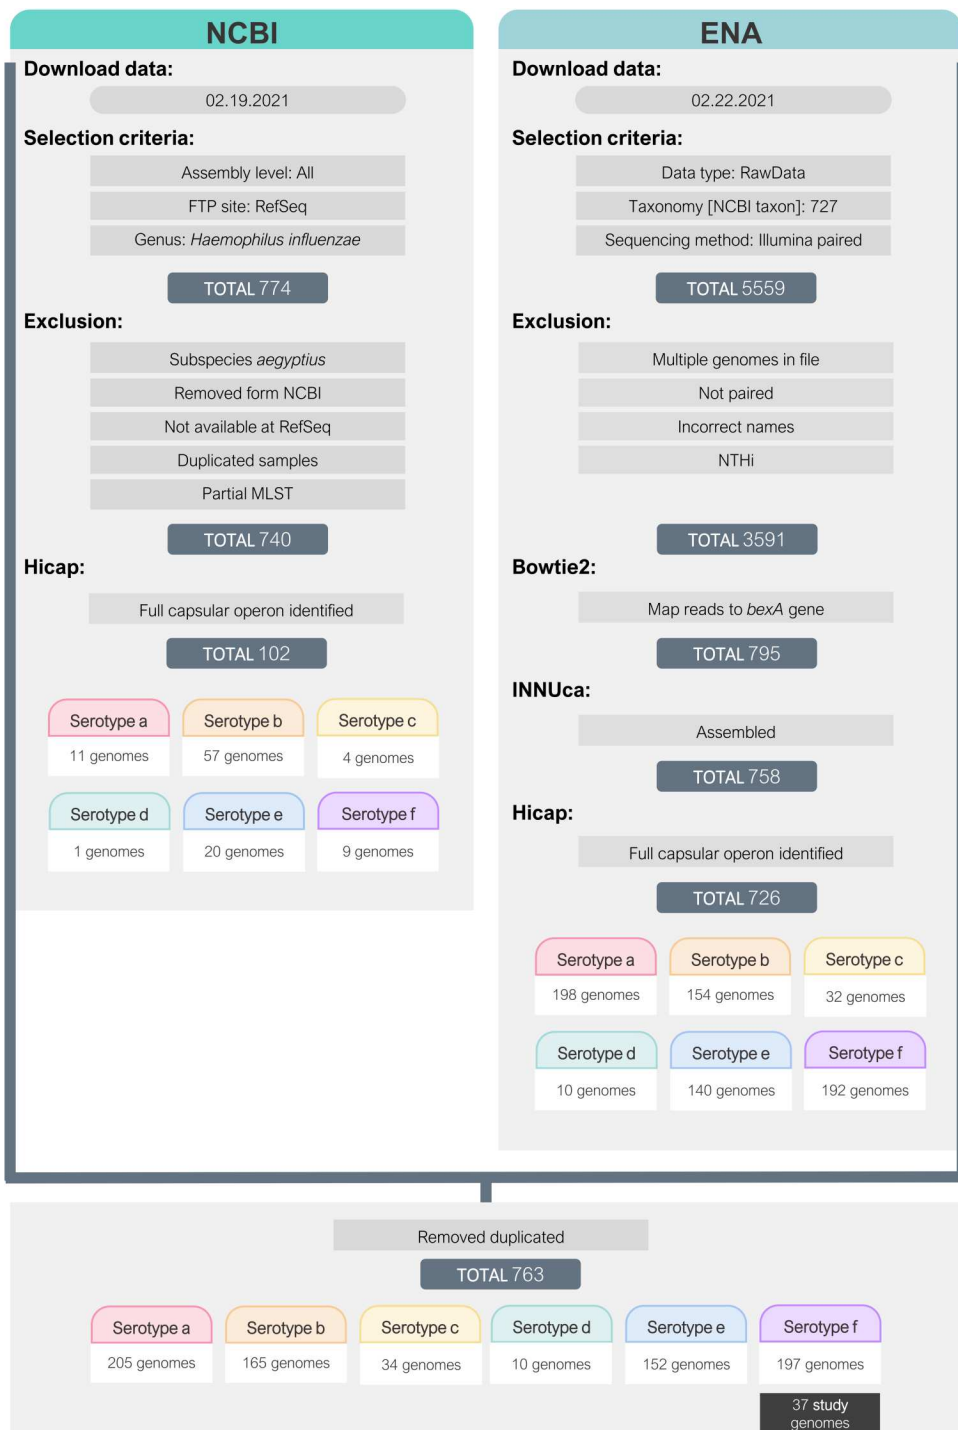 NCBI
Download data:
02.19.2021
Selection criteria:
Assembly level: All
FTP site: RefSeq
Genus: Haemophilus influenzae
TOTAL 774
Exclusion:
Subspecies aegyptius
Removed form NCBI
Not available at RefSeq
Duplicated samples
Partial MLST
TOTAL 740
Hicap:
Full capsular operon identified
TOTAL 102
Serotype a
Serotype b
Serotype c
11 genomes
57 genomes
4 genomes
Serotype d
Serotype e
Serotype f
1 genomes
20 genomes
9 genomes
ENA
Download data:
02.22.2021
Selection criteria:
Data type: RawData
Taxonomy [NCBI taxon]: 727
Sequencing method: Illumina paired
TOTAL 5559
Exclusion:
Multiple genomes in file
Not paired
Incorrect names
NTHi
TOTAL 3591
Bowtie2:
Map reads to bexA gene
TOTAL 795
INNUca:
Assembled
TOTAL 758
Hicap:
Full capsular operon identified
TOTAL 726
Serotype a
Serotype b
Serotype c
198 genomes
154 genomes
32 genomes
Serotype d
Serotype e
Serotype f
10 genomes
140 genomes
192 genomes
Removed duplicated
TOTAL 763
Serotype a
Serotype b
Serotype c
Serotype d
Serotype e
Serotype f
205 genomes
165 genomes
34 genomes
10 genomes
152 genomes
197 genomes
37 study
genomes